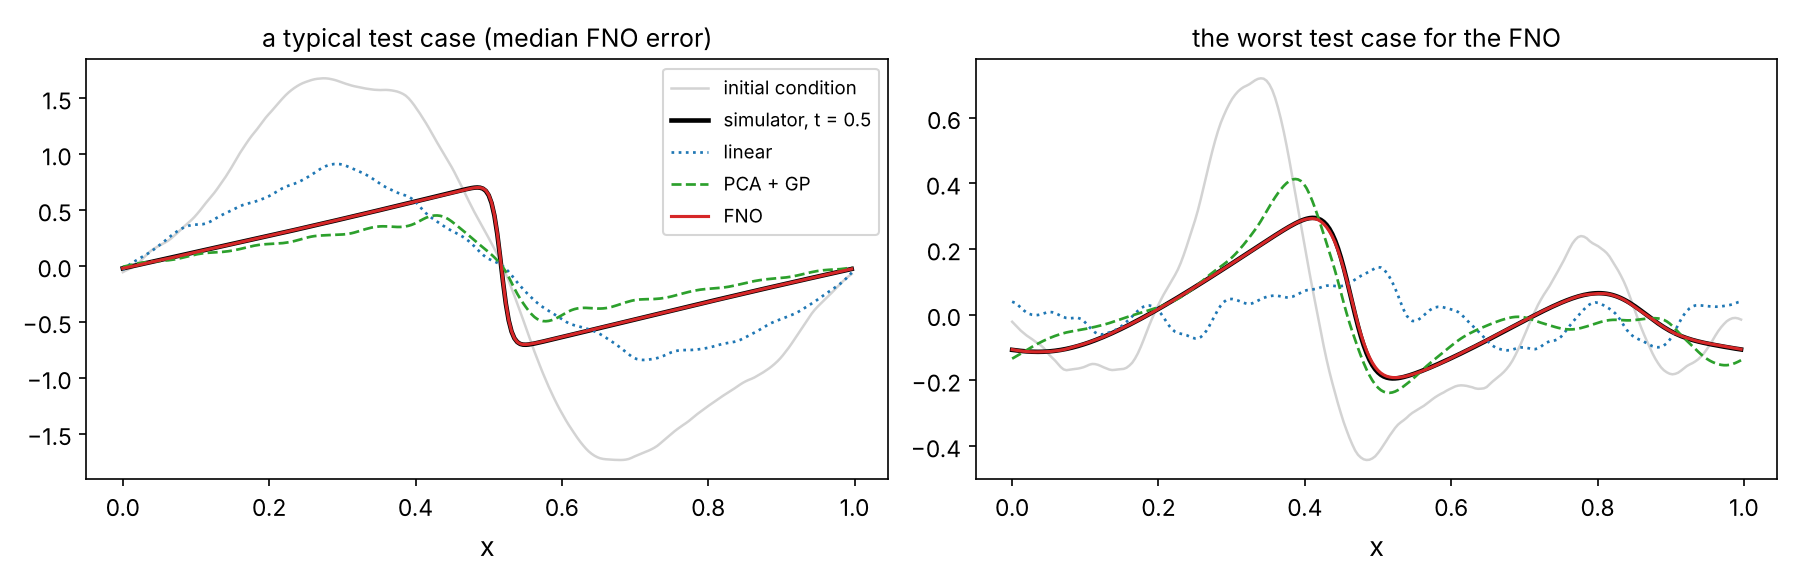 a typical test case (median FNO error)
1.5
1.0
0.5
0.0
−0.5
−1.0
−1.5
initial condition
simulator, t = 0.5
linear
PCA + GP
FNO
0.0 0.2 0.4 0.6 0.8 1.0
x
the worst test case for the FNO
0.6
0.4
0.2
0.0
−0.2
−0.4
0.0 0.2 0.4 0.6 0.8 1.0
x